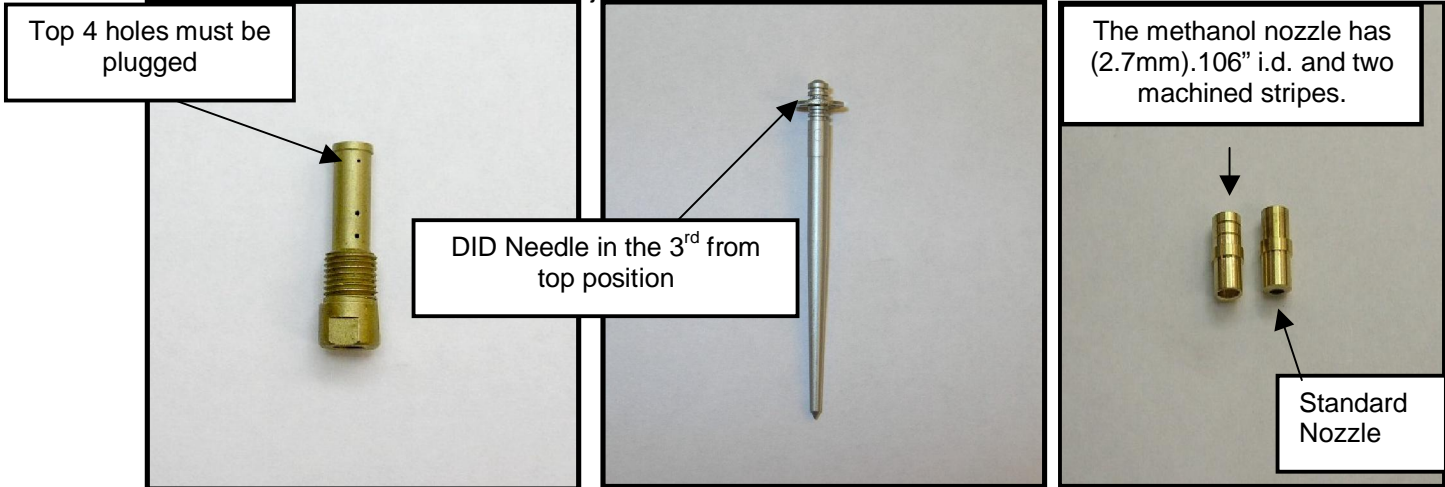 Top 4 holes must be
plugged
DID Needle in the 3rd from
top position
The methanol nozzle has
(2.7mm).106” i.d. and two
machined stripes.
Standard
Nozzle